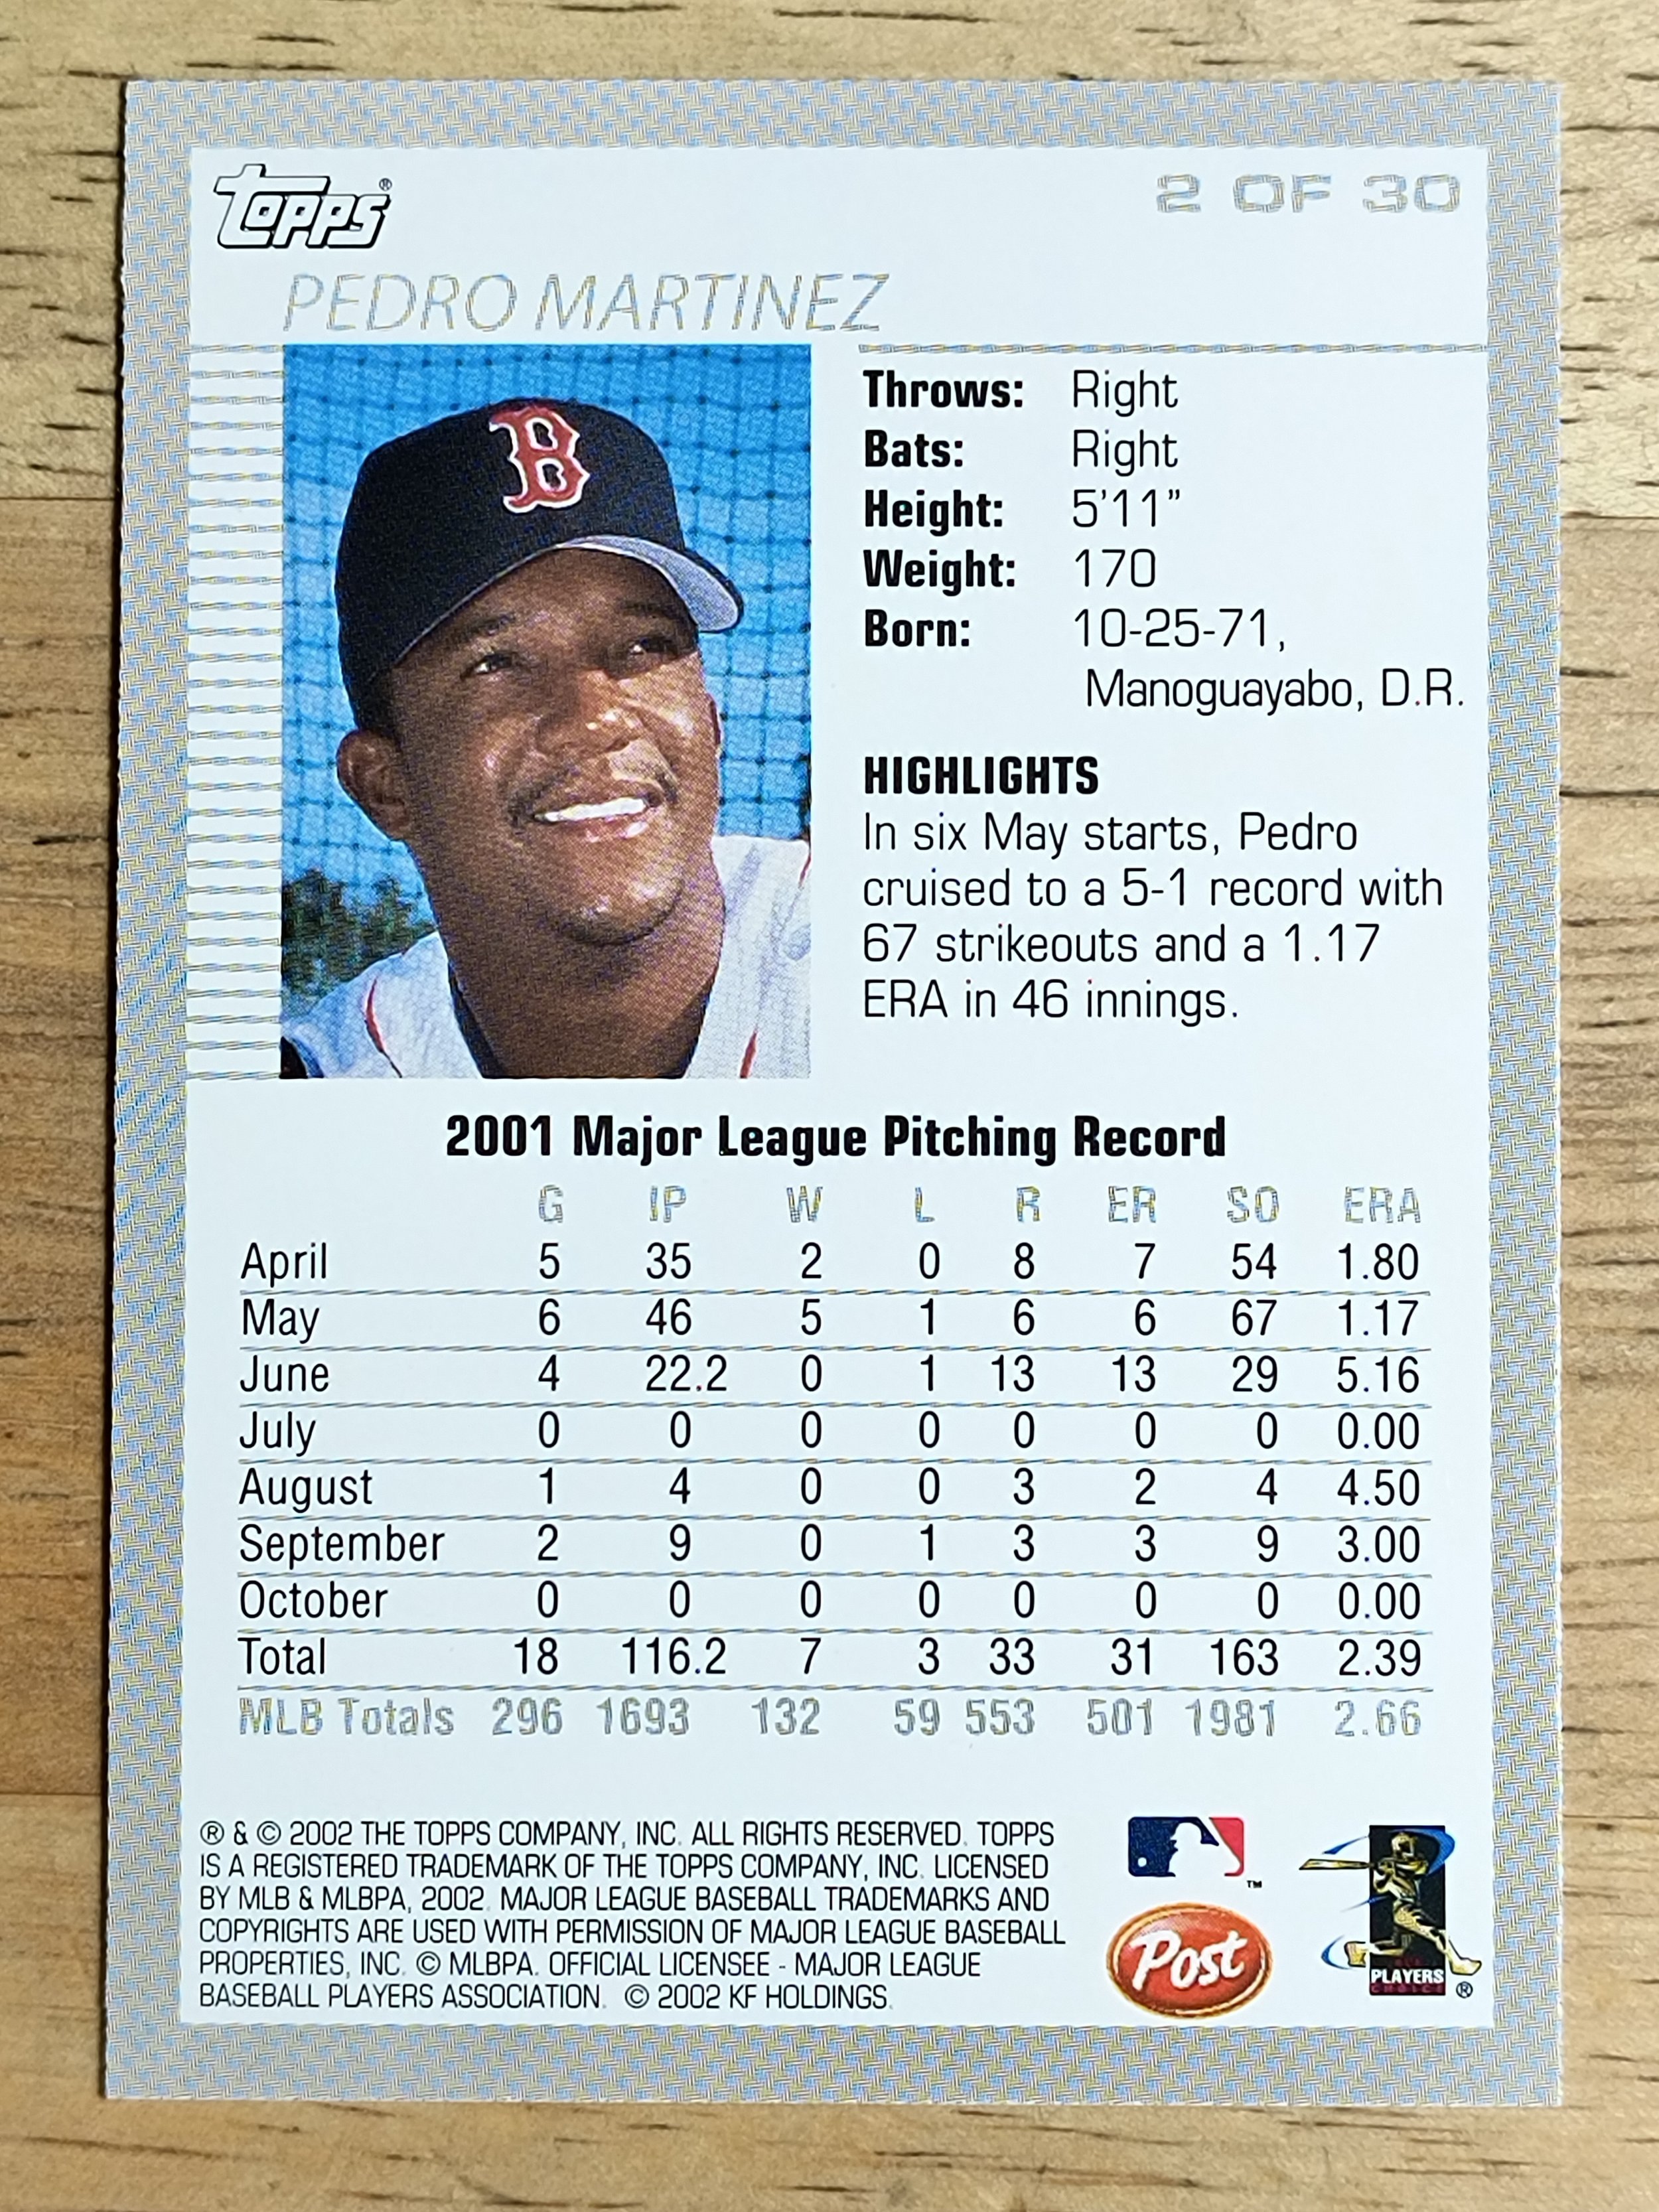 Topps®
2 OF 30
PEDRO MARTINEZ
B
Throws: Right
Bats: Right
Height: 5'11"
Weight: 170
Born: 10-25-71,
Manoguayabo, D.R.
HIGHLIGHTS
In six May starts, Pedro
cruised to a 5-1 record with
67 strikeouts and a 1.17
ERA in 46 innings.
2001 Major League Pitching Record
G IP W L R ER SO ERA
April 5 35 2 0 8 7 54 1.80
May 6 46 5 1 6 6 67 1.17
June 4 22.2 0 1 13 13 29 5.16
July 0 0 0 0 0 0 0 0.00
August 1 4 0 0 3 2 4 4.50
September 2 9 0 1 3 3 9 3.00
October 0 0 0 0 0 0 0 0.00
Total 18 116.2 7 3 33 31 163 2.39
MLB Totals 296 1693 132 59 553 501 1981 2.66
® & © 2002 THE TOPPS COMPANY, INC. ALL RIGHTS RESERVED. TOPPS
IS A REGISTERED TRADEMARK OF THE TOPPS COMPANY, INC. LICENSED
BY MLB & MLBPA, 2002. MAJOR LEAGUE BASEBALL TRADEMARKS AND
COPYRIGHTS ARE USED WITH PERMISSION OF MAJOR LEAGUE BASEBALL
PROPERTIES, INC. © MLBPA. OFFICIAL LICENSEE - MAJOR LEAGUE
BASEBALL PLAYERS ASSOCIATION. © 2002 KF HOLDINGS.
™
Post
PLAYERS
CHOICE ®